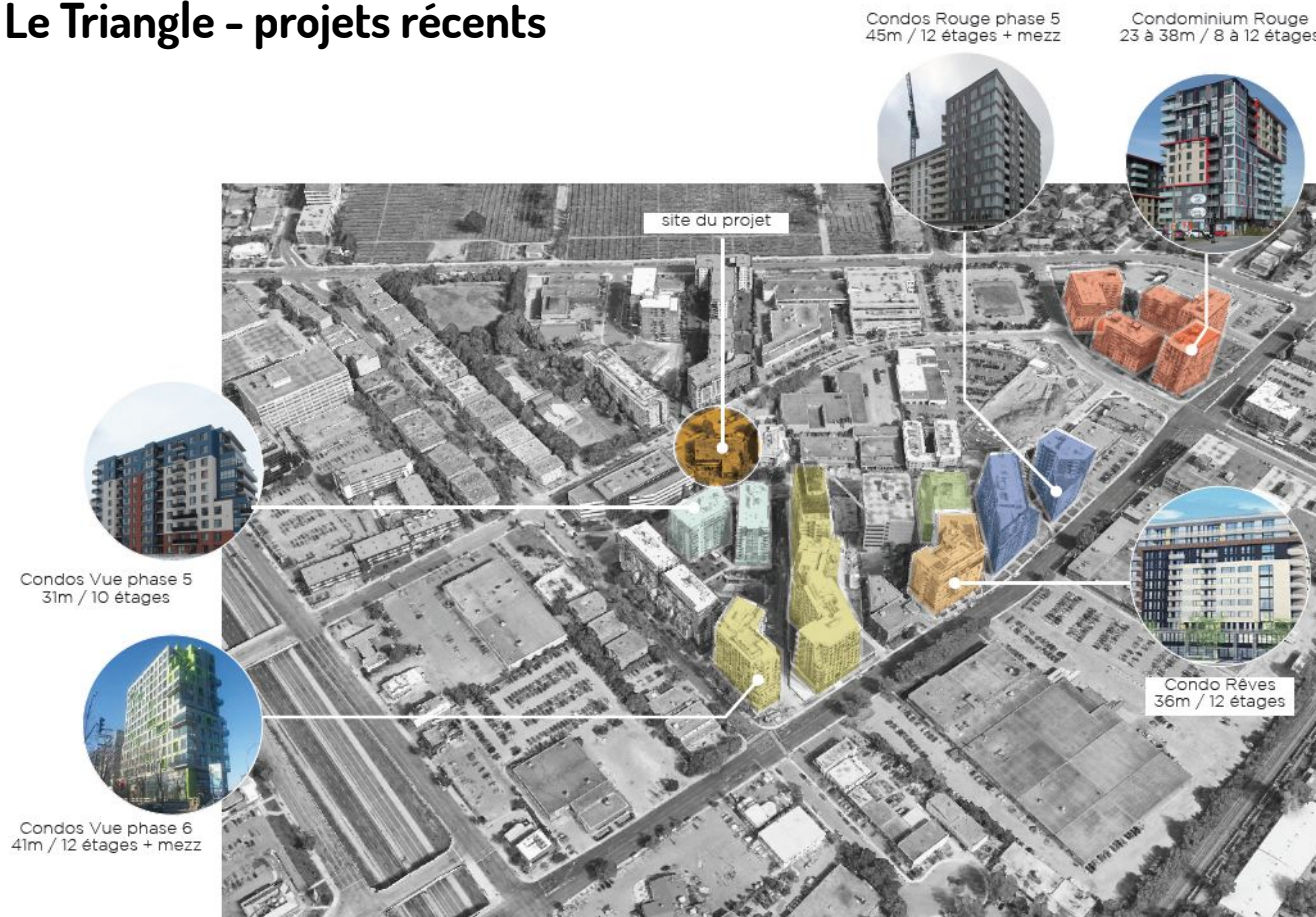 Le Triangle - projets récents
Condos Rouge phase 5
45m / 12 étages + mezz
Condominium Rouge
23 à 38m / 8 à 12 étages
site du projet
Condos Vue phase 5
31m / 10 étages
Condos Vue phase 6
41m / 12 étages + mezz
Condo Rêves
36m / 12 étages